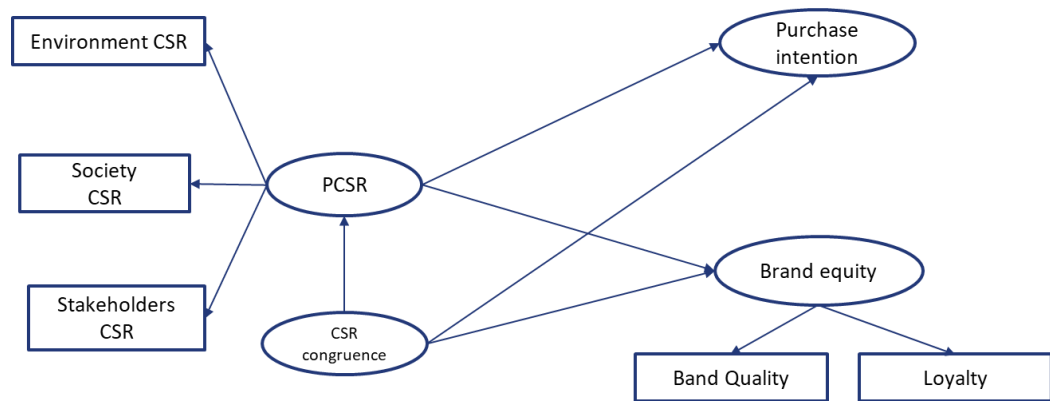 Environment CSR
Purchase
intention
Society
CSR
PCSR
Brand equity
Stakeholders
CSR
CSR
congruence
Band Quality
Loyalty